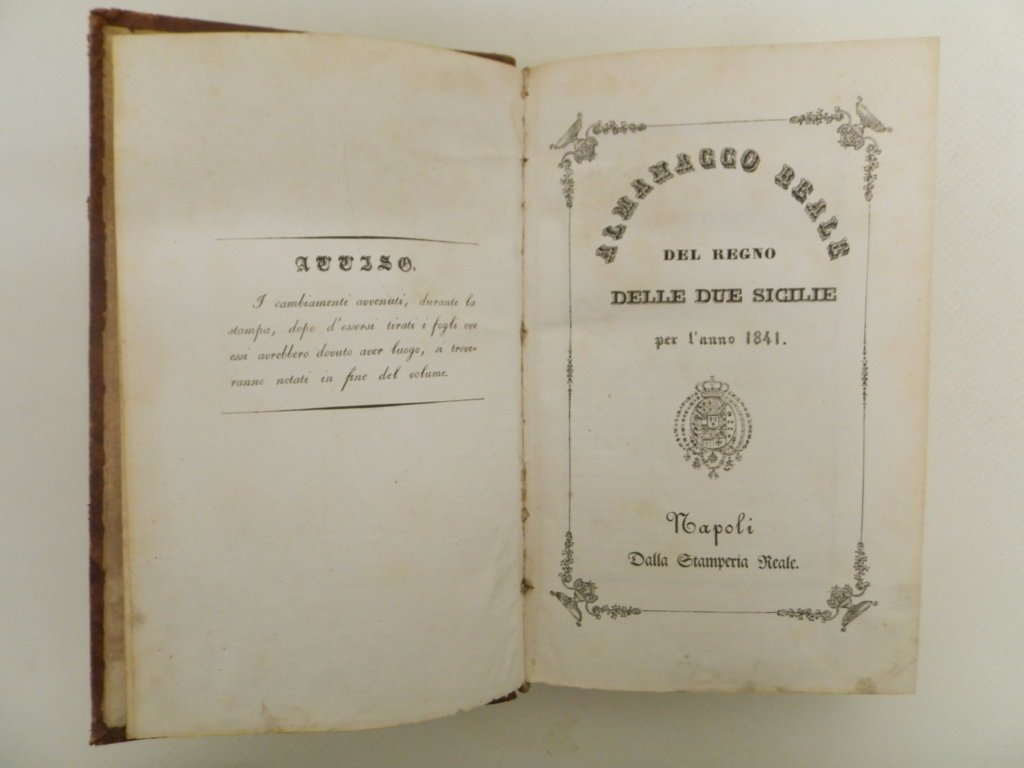 AVVISO.
I cambiamenti avvenuti, durante la
stampa, dopo d'essersi tirati i fogli ove
essi avrebbero dovuto aver luogo, si trove-
ranno notati in fine del volume.
ALMANACCO REALE
DEL REGNO
DELLE DUE SICILIE
per l'anno 1841.
Napoli
Dalla Stamperia Reale.